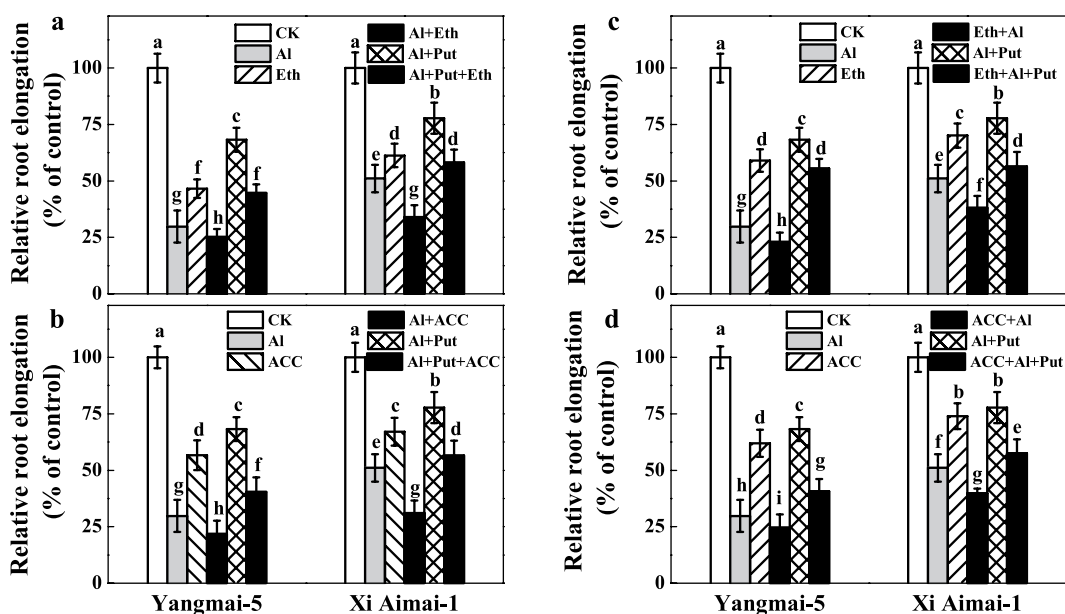 a
Relative root elongation
(% of control)
100
75
50
25
0
CK
Al
Eth
Al+Eth
Al+Put
Al+Put+Eth
a
g
f
h
c
f
a
e
d
g
b
d
c
Relative root elongation
(% of control)
100
75
50
25
0
CK
Al
Eth
Eth+Al
Al+Put
Eth+Al+Put
a
g
d
h
c
d
a
e
c
f
b
d
b
Relative root elongation
(% of control)
100
75
50
25
0
CK
Al
ACC
Al+ACC
Al+Put
Al+Put+ACC
a
g
d
h
c
f
a
e
c
g
b
d
Yangmai-5
Xi Aimai-1
d
Relative root elongation
(% of control)
100
75
50
25
0
CK
Al
ACC
ACC+Al
Al+Put
ACC+Al+Put
a
h
d
i
c
g
a
f
b
g
b
e
Yangmai-5
Xi Aimai-1